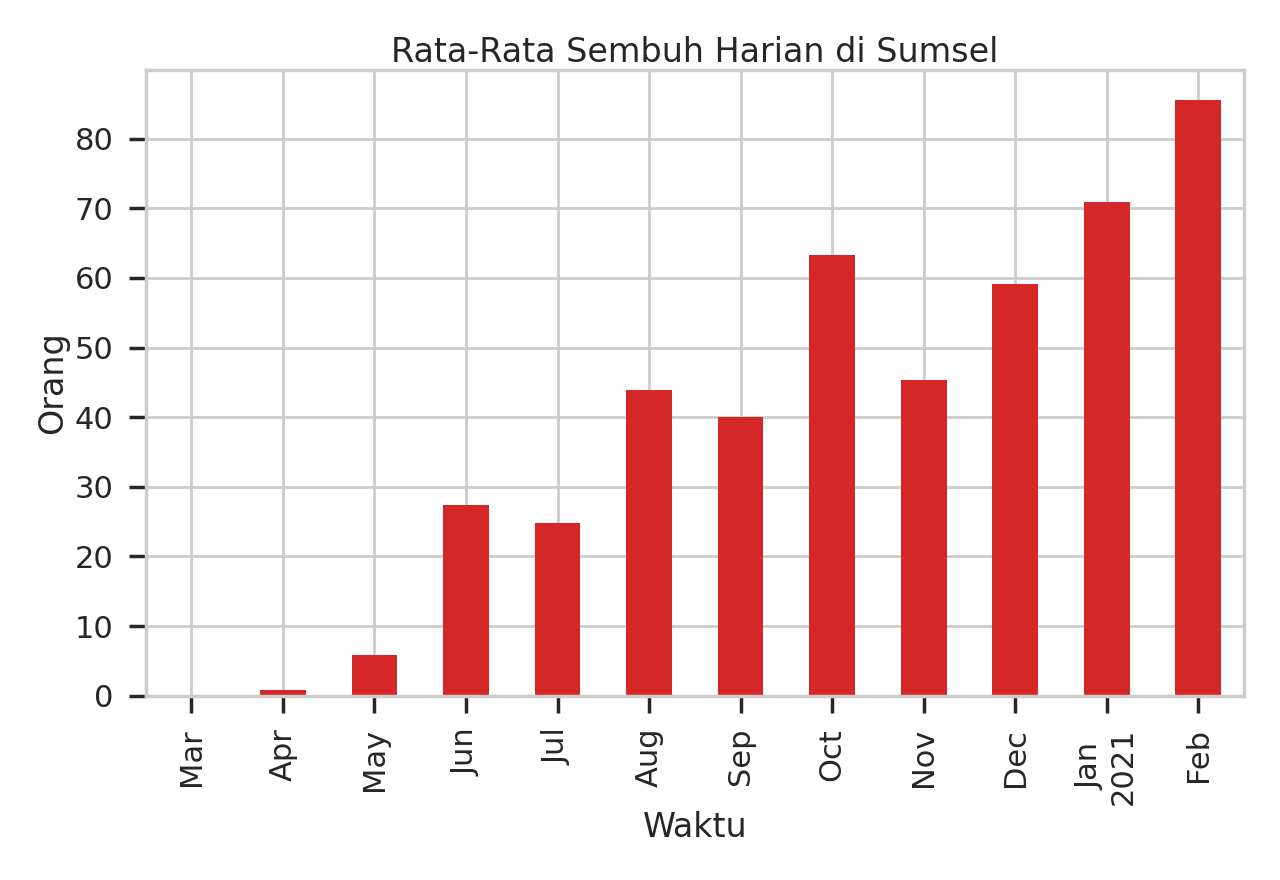 Rata-Rata Sembuh Harian di Sumsel
Orang
80
70
60
50
40
30
20
10
0
Mar
Apr
May
Jun
Jul
Aug
Sep
Oct
Nov
Dec
Jan
2021
Feb
Waktu